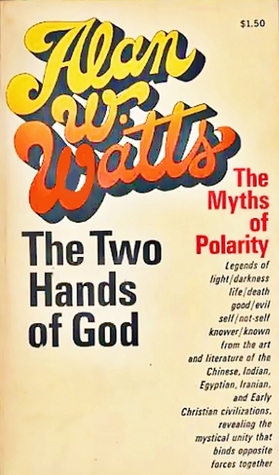 $1.50
Alan
W.
Watts
The Two
Hands
of God
The
Myths
of
Polarity
Legends of
light/darkness
life/death
good/evil
self/not-self
knower/known
from the art
and literature of the
Chinese, Indian,
Egyptian, Iranian,
and Early
Christian civilizations,
revealing the
mystical unity that
binds opposite
forces together